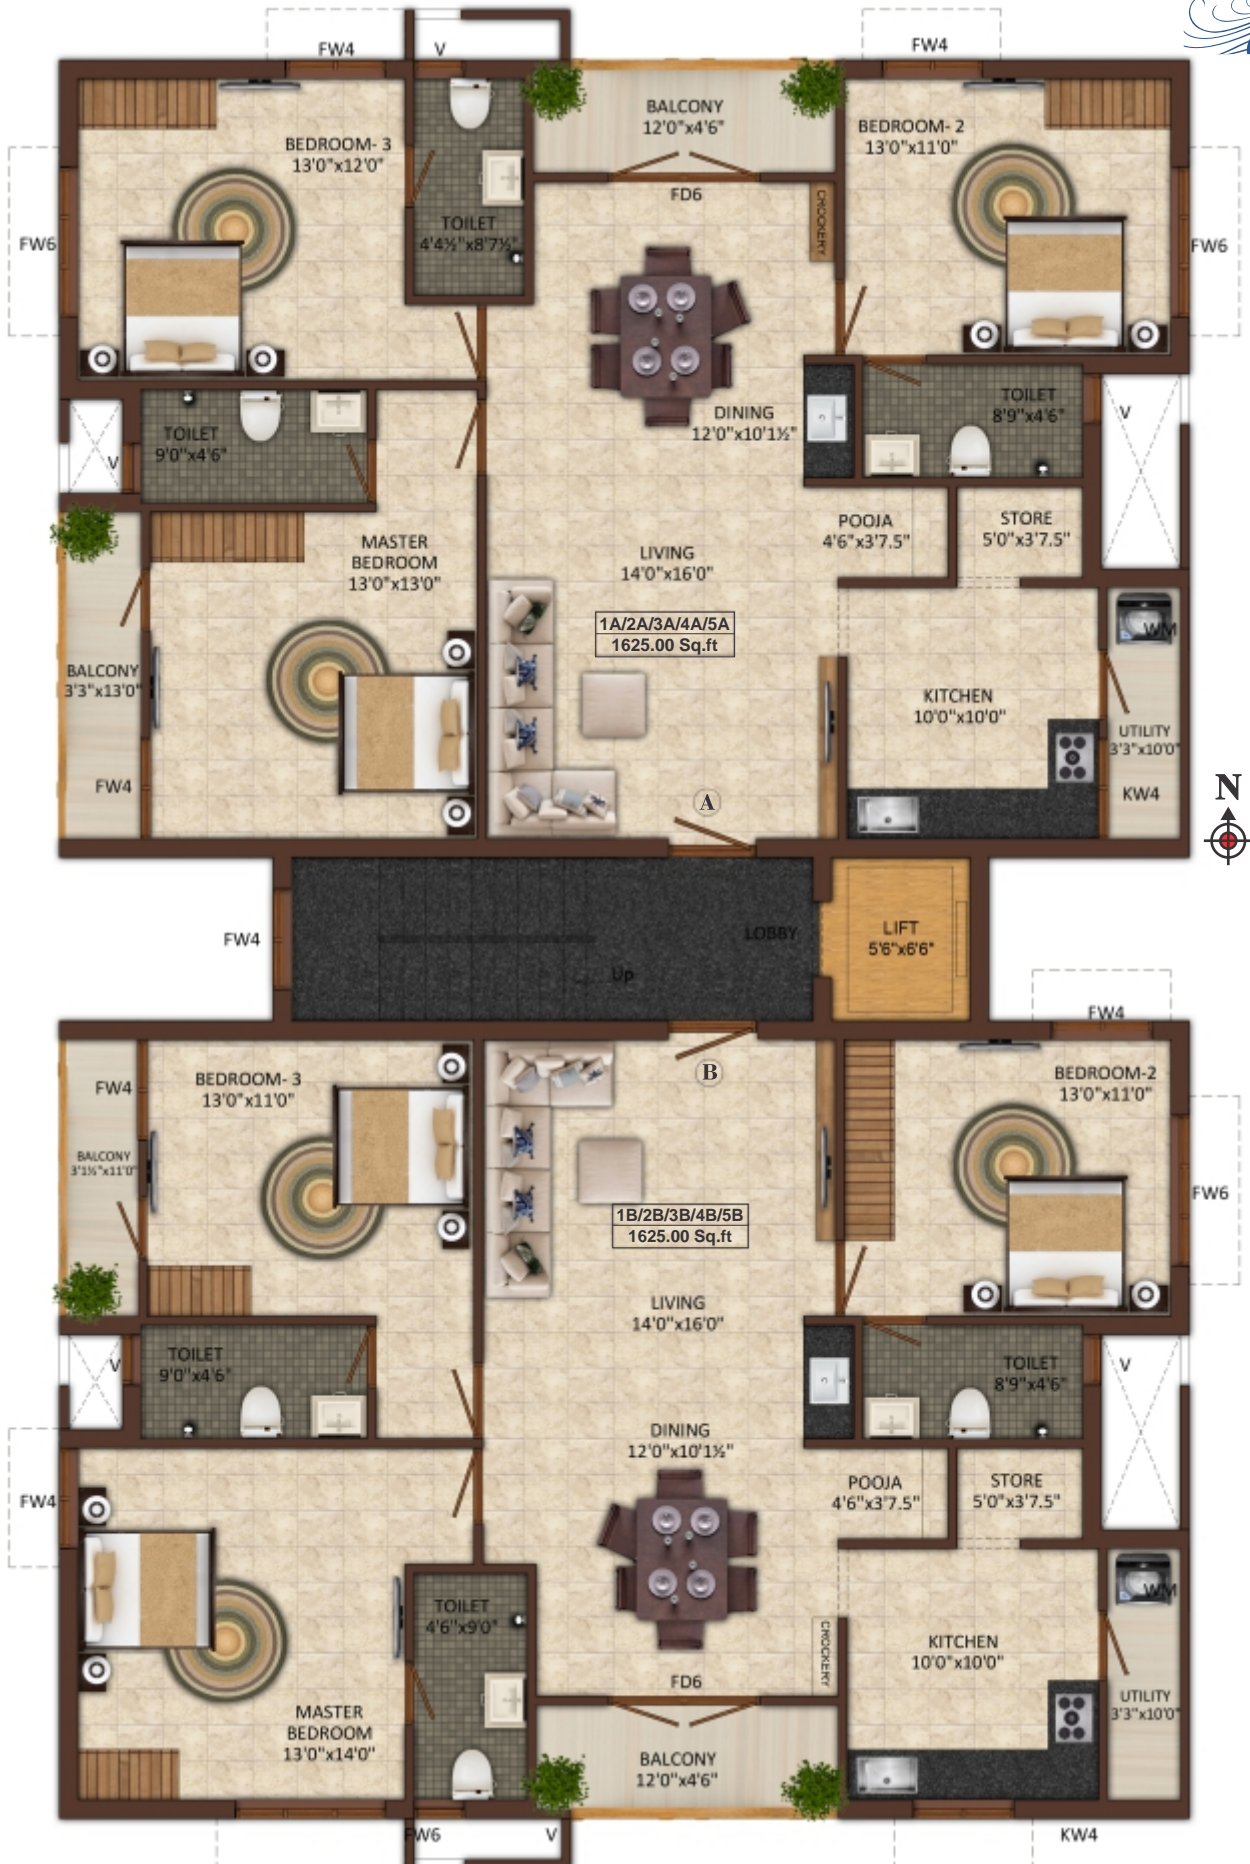 FW4
V
FW4
BALCONY
12'0"x4'6"
BEDROOM- 3
13'0"x12'0"
BEDROOM- 2
13'0"x11'0"
FD6
CROCKERY
TOILET
4'4½"x8'7½"
FW6
FW6
DINING
12'0"x10'1½"
TOILET
8'9"x4'6"
V
TOILET
9'0"x4'6"
V
POOJA
4'6"x3'7.5"
STORE
5'0"x3'7.5"
MASTER
BEDROOM
13'0"x13'0"
LIVING
14'0"x16'0"
1A/2A/3A/4A/5A
1625.00 Sq.ft
WM
BALCONY
3'3"x13'0"
KITCHEN
10'0"x10'0"
UTILITY
3'3"x10'0"
FW4
KW4
A
N
FW4
LOBBY
LIFT
5'6"x6'6"
Up
FW4
B
FW4
BEDROOM- 3
13'0"x11'0"
BEDROOM-2
13'0"x11'0"
BALCONY
3'1½"x11'0"
FW6
1B/2B/3B/4B/5B
1625.00 Sq.ft
LIVING
14'0"x16'0"
V
TOILET
9'0"x4'6"
TOILET
8'9"x4'6"
V
DINING
12'0"x10'1½"
POOJA
4'6"x3'7.5"
STORE
5'0"x3'7.5"
FW4
WM
TOILET
4'6"x9'0"
CROCKERY
KITCHEN
10'0"x10'0"
FD6
UTILITY
3'3"x10'0"
MASTER
BEDROOM
13'0"x14'0"
BALCONY
12'0"x4'6"
FW6
V
KW4